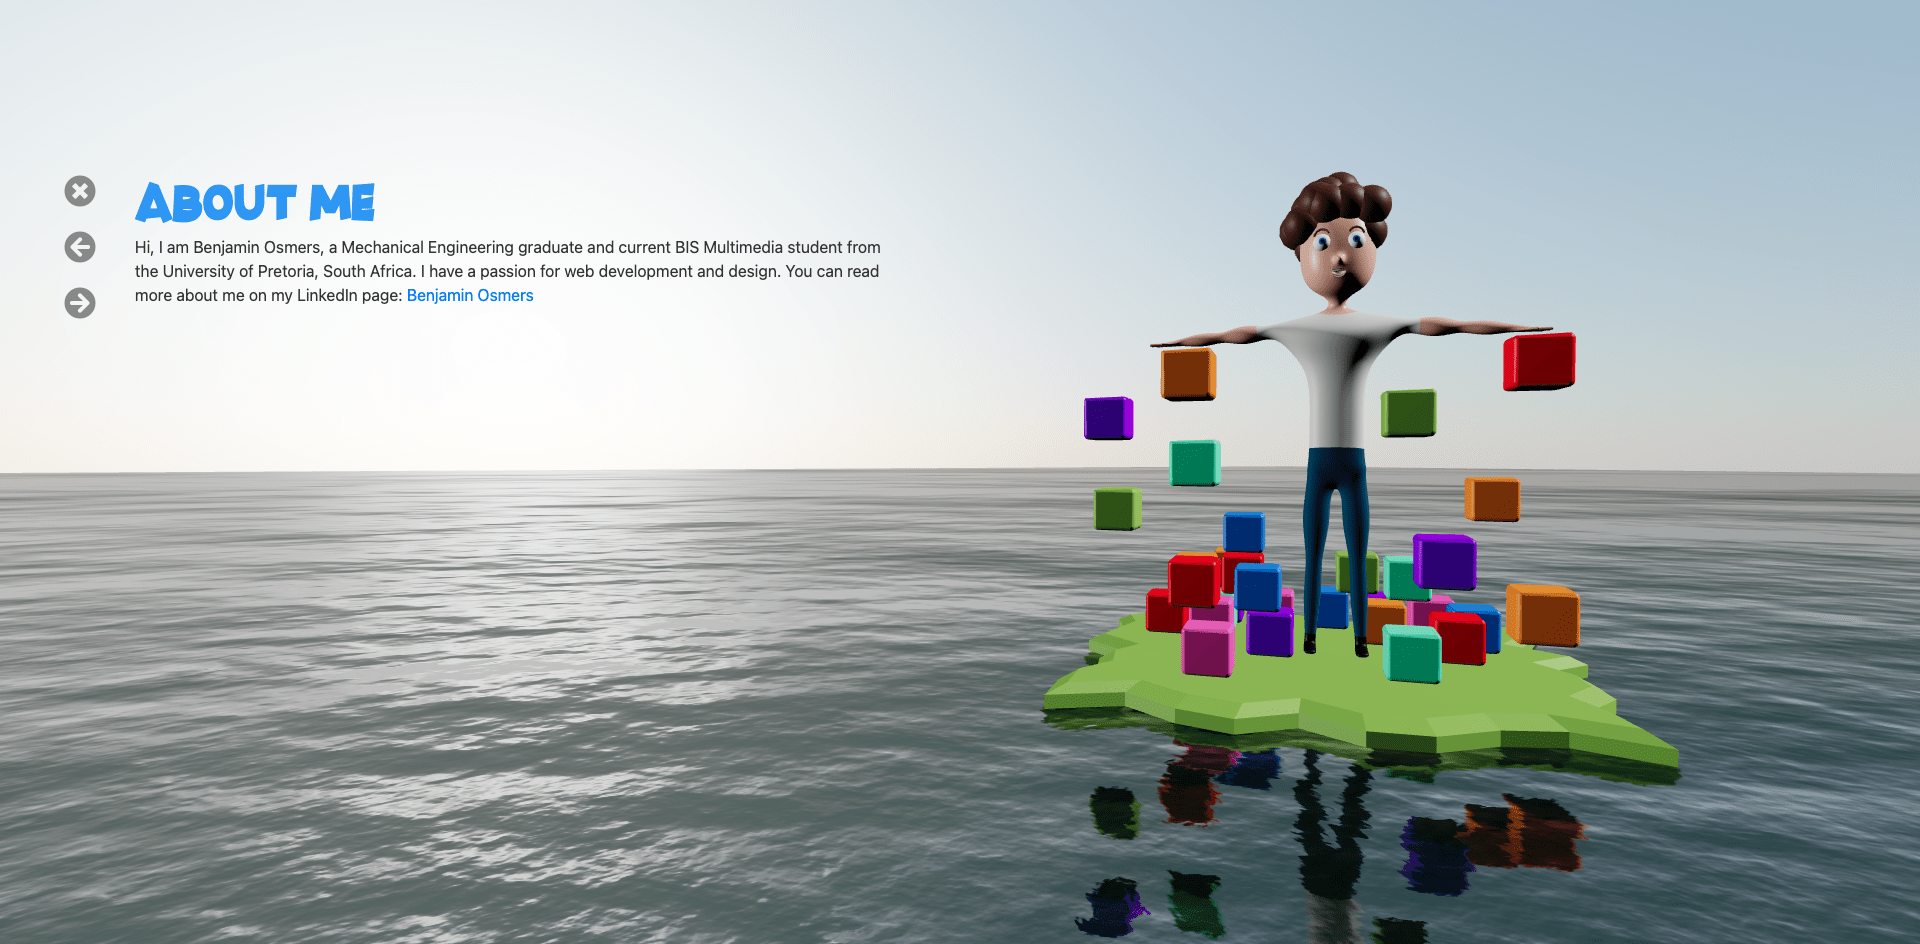 ABOUT ME
Hi, I am Benjamin Osmers, a Mechanical Engineering graduate and current BIS Multimedia student from
the University of Pretoria, South Africa. I have a passion for web development and design. You can read
more about me on my LinkedIn page: Benjamin Osmers